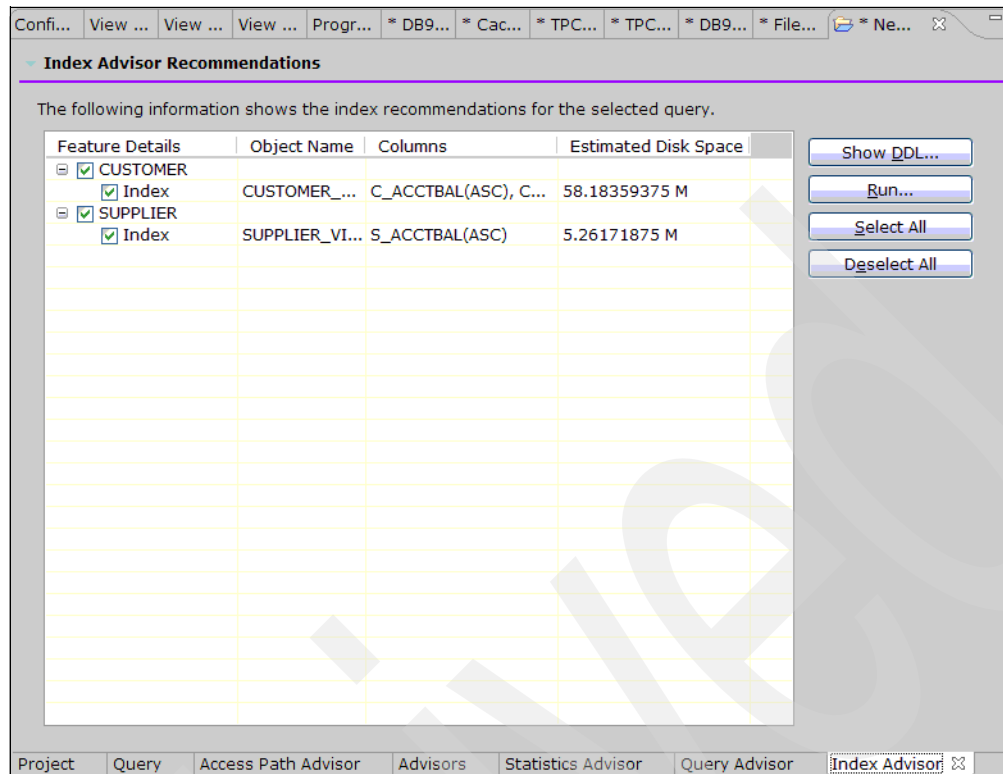 Confi... View ... View ... View ... Progr... * DB9... * Cac... * TPC... * TPC... * DB9... * File... * Ne...
Index Advisor Recommendations
The following information shows the index recommendations for the selected query.
Feature Details Object Name Columns Estimated Disk Space
CUSTOMER
Index CUSTOMER_... C_ACCTBAL(ASC), C... 58.18359375 M
SUPPLIER
Index SUPPLIER_VI... S_ACCTBAL(ASC) 5.26171875 M
Show DDL...
Run...
Select All
Deselect All
Project Query Access Path Advisor Advisors Statistics Advisor Query Advisor Index Advisor